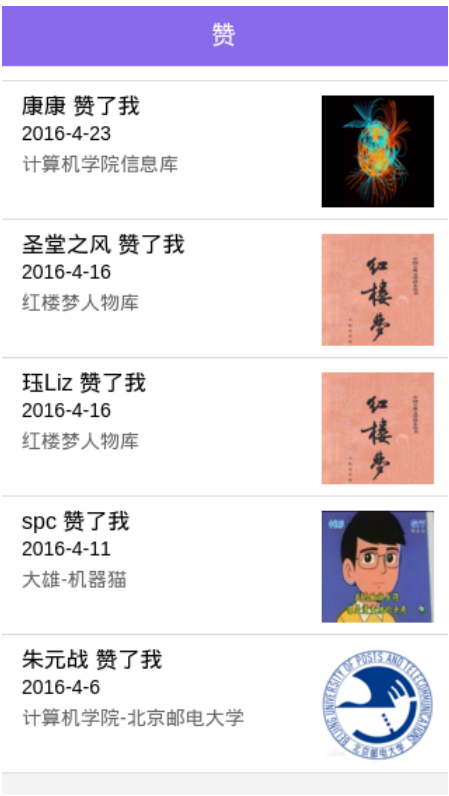 赞
康康 赞了我
2016-4-23
计算机学院信息库
圣堂之风 赞了我
2016-4-16
红楼梦人物库
红楼夢
珏Liz 赞了我
2016-4-16
红楼梦人物库
红楼夢
spc 赞了我
2016-4-11
大雄-机器猫
朱元战 赞了我
2016-4-6
计算机学院-北京邮电大学
BEIJING UNIVERSITY OF POSTS AND TELECOMMUNICATIONS
北京邮电大学